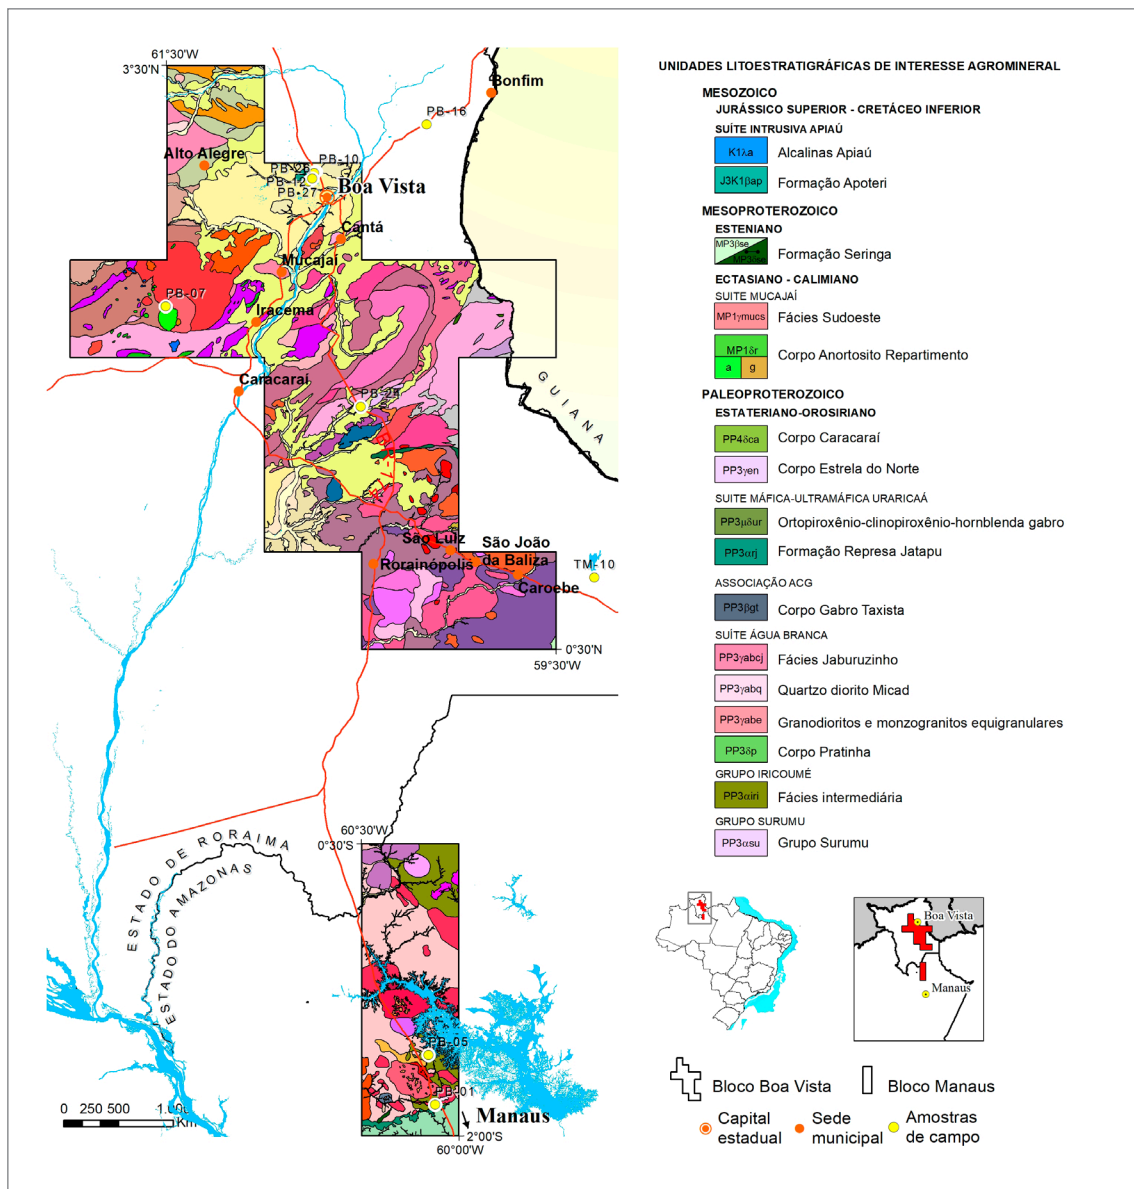 61°30'W
3°30'N
Bonfim
PB-16
Alto Alegre
PB-10
PB-12
Boa Vista
PB-27
Cantá
Mucajaí
PB-07
Iracema
Caracaraí
GUIANA
São Luiz
São João
da Baliza
Rorainópolis
TM-10
Caroebe
0°30'N
59°30'W
60°30'W
0°30'S
ESTADO DE RORAIMA
ESTADO DO AMAZONAS
PB-05
PB-01
Manaus
0 250 500
Km
2°00'S
60°00'W
UNIDADES LITOESTRATIGRÁFICAS DE INTERESSE AGROMINERAL
MESOZOICO
JURÁSSICO SUPERIOR - CRETÁCEO INFERIOR
SUÍTE INTRUSIVA APIAÚ
K1λa Alcalinas Apiaú
J3K1βap Formação Apoteri
MESOPROTEROZOICO
ESTENIANO
MP3βse Formação Seringa
ECTASIANO - CALIMIANO
SUITE MUCAJAÍ
MP1γmucs Fácies Sudoeste
MP1δr Corpo Anortosito Repartimento
a g
PALEOPROTEROZOICO
ESTATERIANO-OROSIRIANO
PP4δca Corpo Caracaraí
PP3γen Corpo Estrela do Norte
SUITE MÁFICA-ULTRAMÁFICA URARICAÁ
PP3μδur Ortopiroxênio-clinopiroxênio-hornblenda gabro
PP3αrj Formação Represa Jatapu
ASSOCIAÇÃO ACG
PP3βgt Corpo Gabro Taxista
SUÍTE ÁGUA BRANCA
PP3γabcj Fácies Jaburuzinho
PP3γabq Quartzo diorito Micad
PP3γabe Granodioritos e monzogranitos equigranulares
PP3δp Corpo Pratinha
GRUPO IRICOUMÉ
PP3αiri Fácies intermediária
GRUPO SURUMU
PP3αsu Grupo Surumu
Boa Vista
Manaus
Bloco Boa Vista
Bloco Manaus
Capital
estadual
Sede
municipal
Amostras
de campo